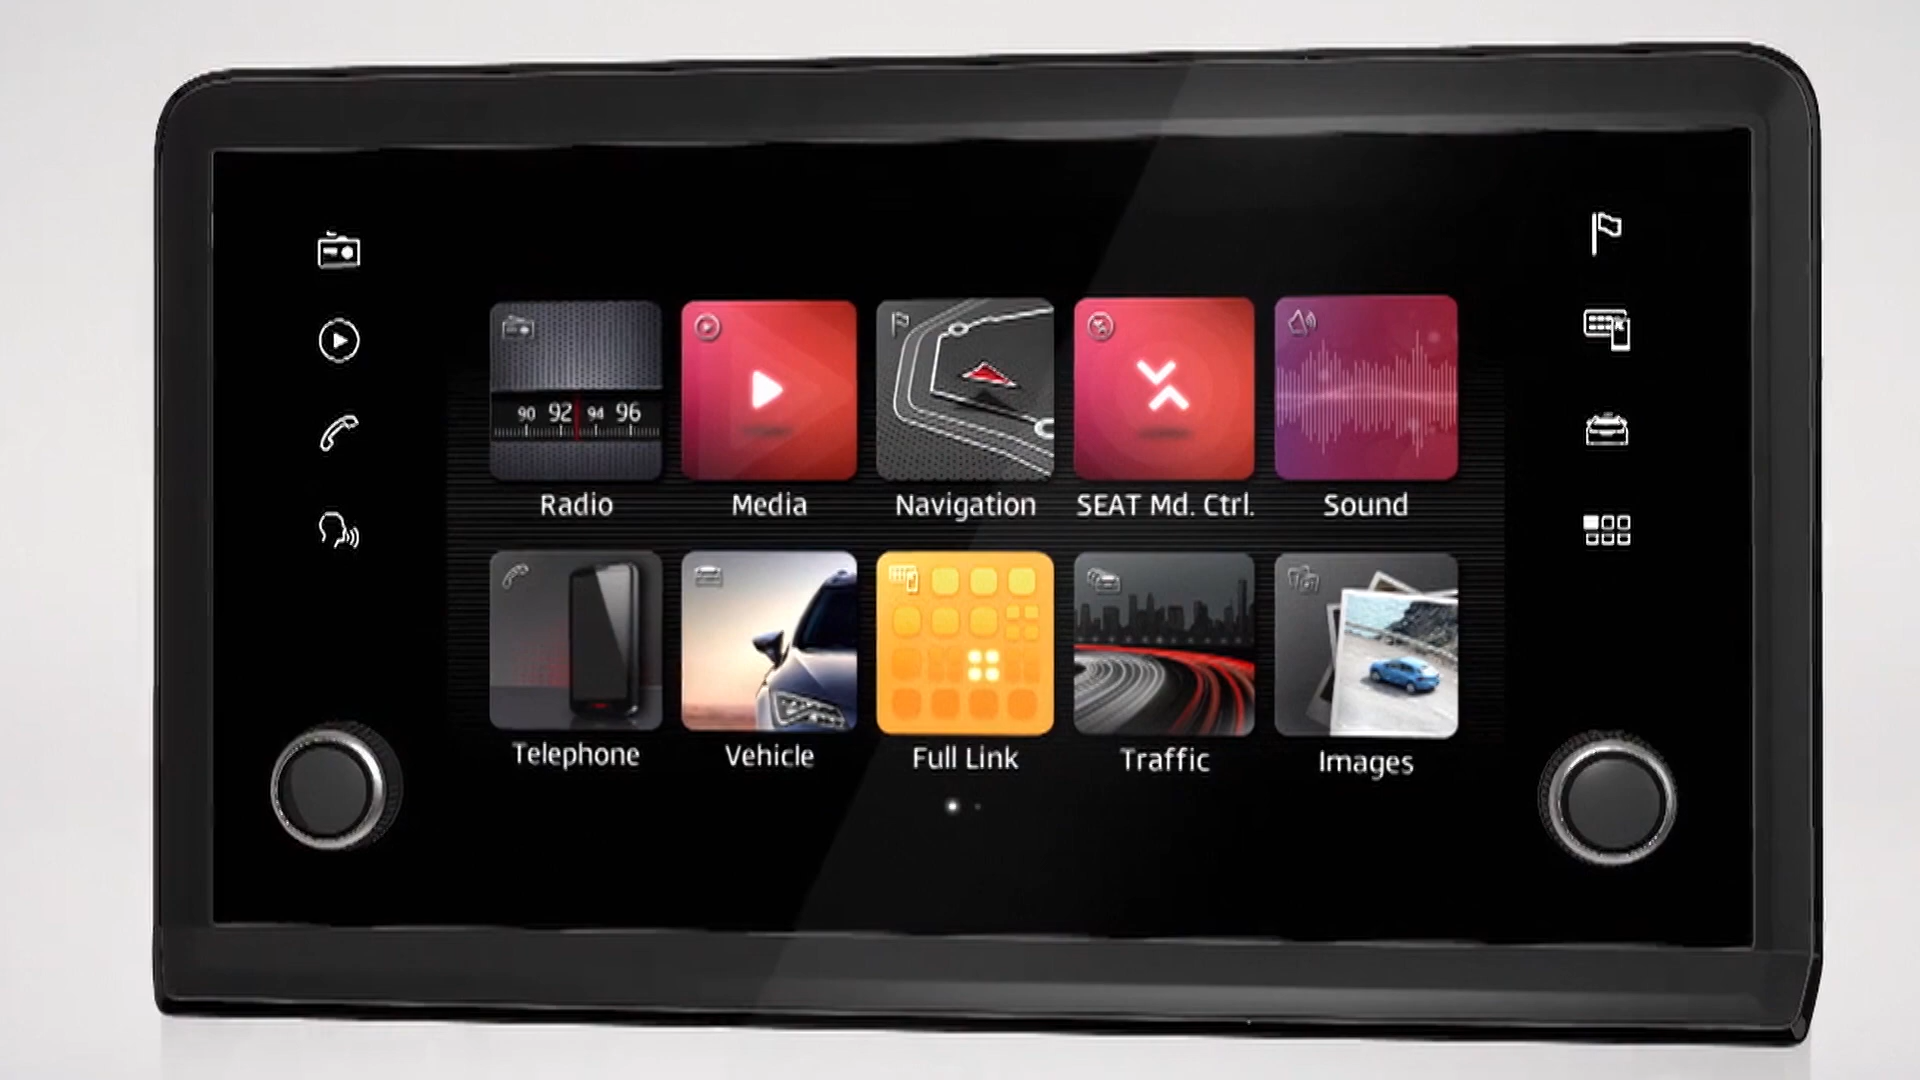 90 92 94 96
Radio
Media
Navigation
SEAT Md. Ctrl.
Sound
Telephone
Vehicle
Full Link
Traffic
Images